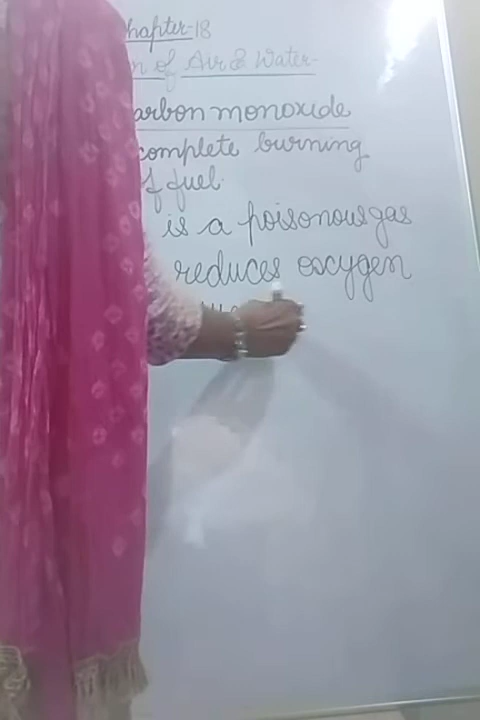 hapter-18
n of Air & Water-
arbon monoxide
complete burning
f fuel.
is a poisonous gas
reduces oxygen